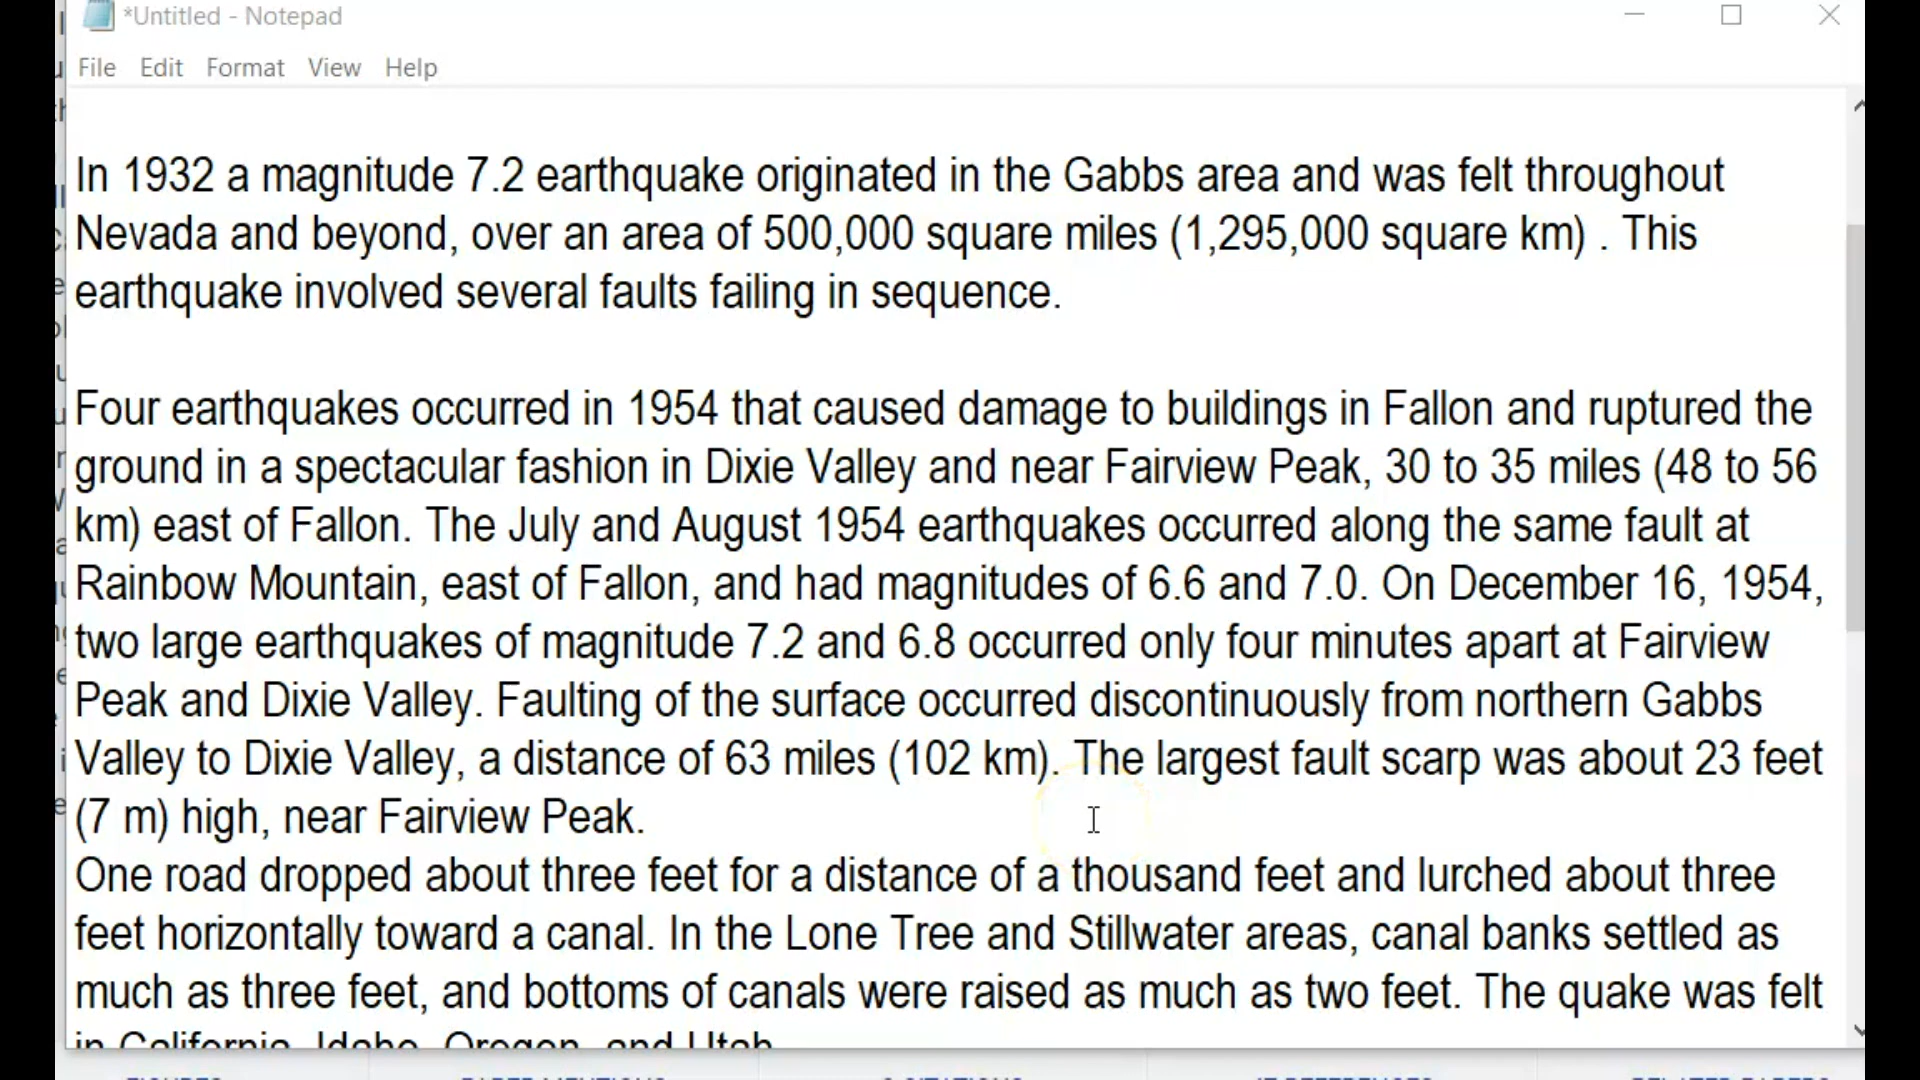 *Untitled - Notepad
File Edit Format View Help
In 1932 a magnitude 7.2 earthquake originated in the Gabbs area and was felt throughout
Nevada and beyond, over an area of 500,000 square miles (1,295,000 square km) . This
earthquake involved several faults failing in sequence.
Four earthquakes occurred in 1954 that caused damage to buildings in Fallon and ruptured the
ground in a spectacular fashion in Dixie Valley and near Fairview Peak, 30 to 35 miles (48 to 56
km) east of Fallon. The July and August 1954 earthquakes occurred along the same fault at
Rainbow Mountain, east of Fallon, and had magnitudes of 6.6 and 7.0. On December 16, 1954,
two large earthquakes of magnitude 7.2 and 6.8 occurred only four minutes apart at Fairview
Peak and Dixie Valley. Faulting of the surface occurred discontinuously from northern Gabbs
Valley to Dixie Valley, a distance of 63 miles (102 km). The largest fault scarp was about 23 feet
(7 m) high, near Fairview Peak.
One road dropped about three feet for a distance of a thousand feet and lurched about three
feet horizontally toward a canal. In the Lone Tree and Stillwater areas, canal banks settled as
much as three feet, and bottoms of canals were raised as much as two feet. The quake was felt
in California, Idaho, Oregon, and Utah